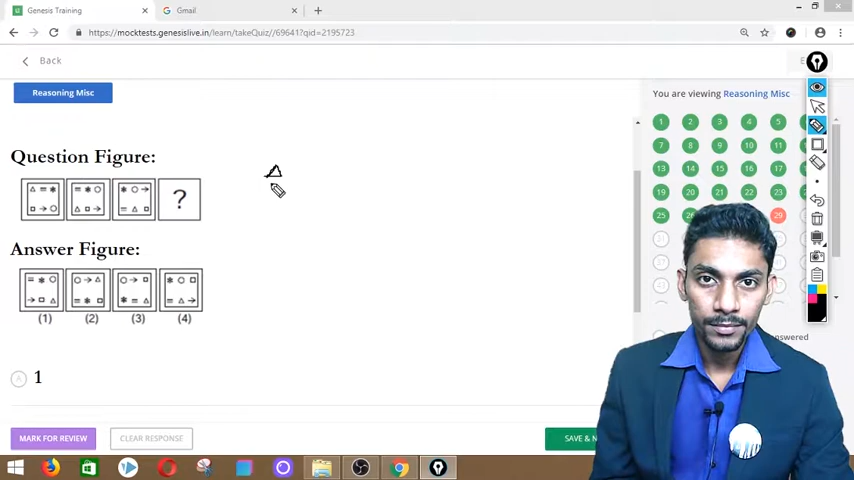 Genesis Training
Gmail
https://mocktests.genesislive.in/learn/takeQuiz//69641?qid=2195723
Back
Reasoning Misc
You are viewing Reasoning Misc
Question Figure:
?
Answer Figure:
(1) (2) (3) (4)
1 2 3 4 5
7 8 9 10 11
13 14 15 16 17
19 20 21 22 23
25 26 29
A 1
MARK FOR REVIEW
CLEAR RESPONSE
SAVE & N